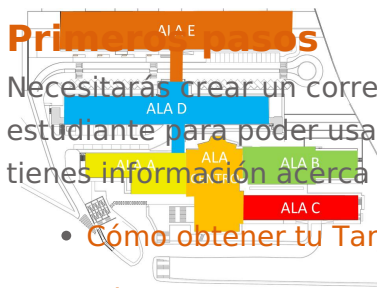 ALA E
Primeros pasos
Necesitarás crear un corre
ALA D
estudiante para poder usa
ALA A
ALA
ALA B
tienes información acerca
ALA C
Cómo obtener tu Tar